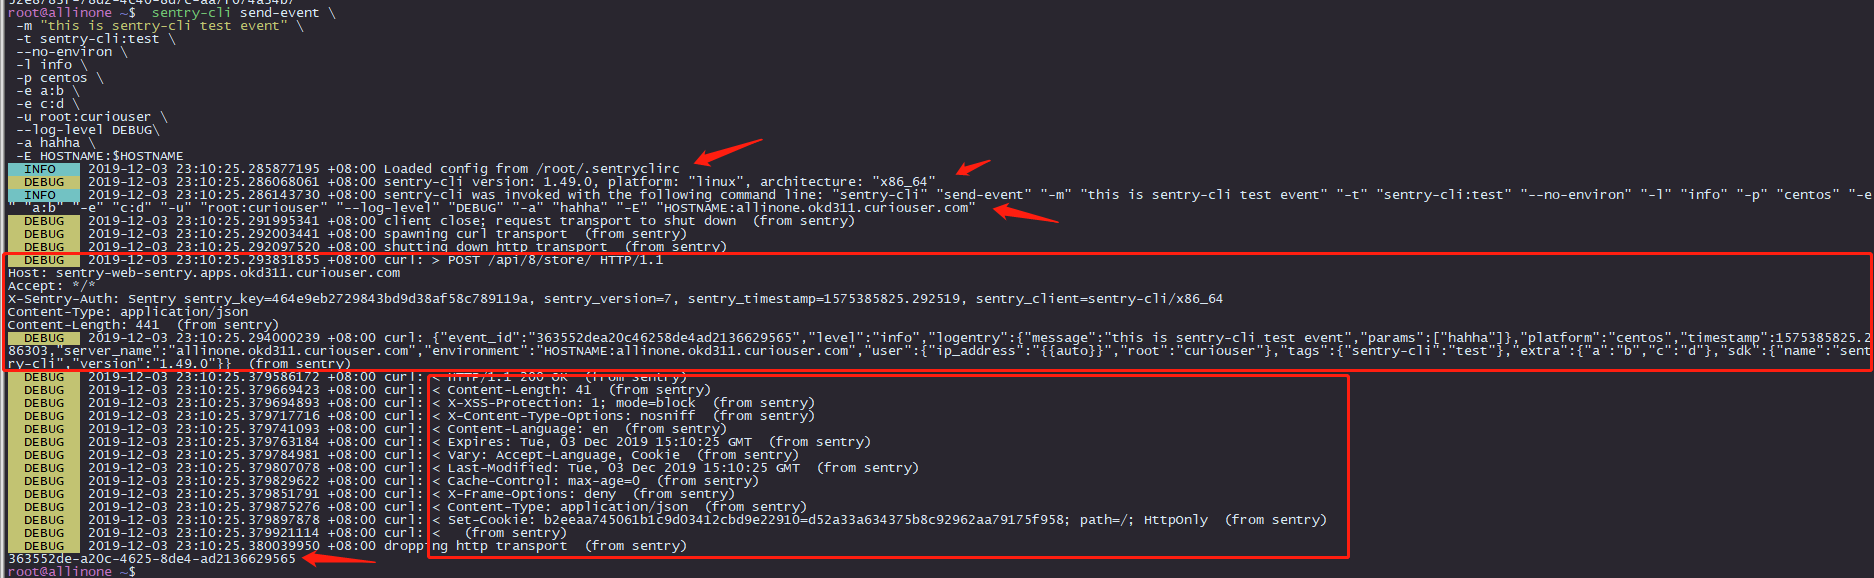 root@allinone ~$  sentry-cli send-event \
 -m "this is sentry-cli test event" \
 -t sentry-cli:test \
 --no-environ \
 -l info \
 -p centos \
 -e a:b \
 -e c:d \
 -u root:curiouser \
 --log-level DEBUG\
 -a hahha \
 -E HOSTNAME:$HOSTNAME
  INFO    2019-12-03 23:10:25.285877195 +08:00 Loaded config from /root/.sentryclirc
  DEBUG   2019-12-03 23:10:25.286068061 +08:00 sentry-cli version: 1.49.0, platform: "linux", architecture: "x86_64"
  INFO    2019-12-03 23:10:25.286143730 +08:00 sentry-cli was invoked with the following command line: "sentry-cli" "send-event" "-m" "this is sentry-cli test event" "-t" "sentry-cli:test" "--no-environ" "-l" "info" "-p" "centos" "-e
" "a:b" "-e" "c:d" "-u" "root:curiouser" "--log-level" "DEBUG" "-a" "hahha" "-E" "HOSTNAME:allinone.okd311.curiouser.com"
  DEBUG   2019-12-03 23:10:25.291995341 +08:00 client close; request transport to shut down  (from sentry)
  DEBUG   2019-12-03 23:10:25.292003441 +08:00 spawning curl transport  (from sentry)
  DEBUG   2019-12-03 23:10:25.292097520 +08:00 shutting down http transport  (from sentry)
  DEBUG   2019-12-03 23:10:25.293831855 +08:00 curl: > POST /api/8/store/ HTTP/1.1
Host: sentry-web-sentry.apps.okd311.curiouser.com
Accept: */*
X-Sentry-Auth: Sentry sentry_key=464e9eb2729843bd9d38af58c789119a, sentry_version=7, sentry_timestamp=1575385825.292519, sentry_client=sentry-cli/x86_64
Content-Type: application/json
Content-Length: 441  (from sentry)
  DEBUG   2019-12-03 23:10:25.294000239 +08:00 curl: {"event_id":"363552dea20c46258de4ad2136629565","level":"info","logentry":{"message":"this is sentry-cli test event","params":["hahha"]},"platform":"centos","timestamp":1575385825.2
86303,"server_name":"allinone.okd311.curiouser.com","environment":"HOSTNAME:allinone.okd311.curiouser.com","user":{"ip_address":"{{auto}}","root":"curiouser"},"tags":{"sentry-cli":"test"},"extra":{"a":"b","c":"d"},"sdk":{"name":"sent
ry-cli","version":"1.49.0"}}  (from sentry)
  DEBUG   2019-12-03 23:10:25.379586172 +08:00 curl: < HTTP/1.1 200 OK  (from sentry)
  DEBUG   2019-12-03 23:10:25.379669423 +08:00 curl: < Content-Length: 41  (from sentry)
  DEBUG   2019-12-03 23:10:25.379694893 +08:00 curl: < X-XSS-Protection: 1; mode=block  (from sentry)
  DEBUG   2019-12-03 23:10:25.379717716 +08:00 curl: < X-Content-Type-Options: nosniff  (from sentry)
  DEBUG   2019-12-03 23:10:25.379741093 +08:00 curl: < Content-Language: en  (from sentry)
  DEBUG   2019-12-03 23:10:25.379763184 +08:00 curl: < Expires: Tue, 03 Dec 2019 15:10:25 GMT  (from sentry)
  DEBUG   2019-12-03 23:10:25.379784981 +08:00 curl: < Vary: Accept-Language, Cookie  (from sentry)
  DEBUG   2019-12-03 23:10:25.379807078 +08:00 curl: < Last-Modified: Tue, 03 Dec 2019 15:10:25 GMT  (from sentry)
  DEBUG   2019-12-03 23:10:25.379829622 +08:00 curl: < Cache-Control: max-age=0  (from sentry)
  DEBUG   2019-12-03 23:10:25.379851791 +08:00 curl: < X-Frame-Options: deny  (from sentry)
  DEBUG   2019-12-03 23:10:25.379875276 +08:00 curl: < Content-Type: application/json  (from sentry)
  DEBUG   2019-12-03 23:10:25.379897878 +08:00 curl: < Set-Cookie: b2eeaa745061b1c9d03412cbd9e22910=d52a33a634375b8c92962aa79175f958; path=/; HttpOnly  (from sentry)
  DEBUG   2019-12-03 23:10:25.379921114 +08:00 curl: <   (from sentry)
  DEBUG   2019-12-03 23:10:25.380039950 +08:00 dropping http transport  (from sentry)
363552de-a20c-4625-8de4-ad2136629565
root@allinone ~$